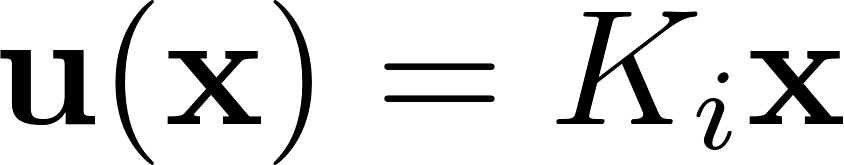 u(x) = K_i x